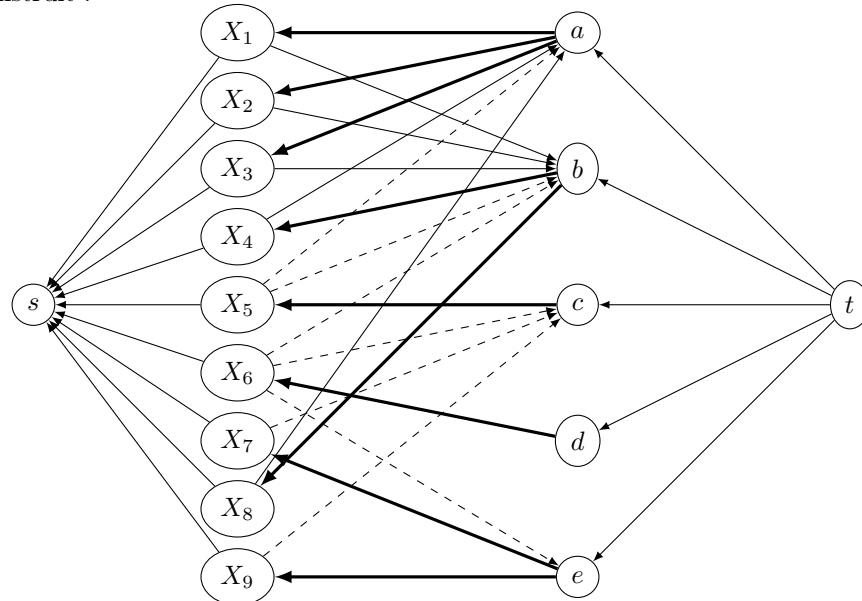 X₁ a
X₂
X₃ b
X₄
s X₅ c t
X₆
X₇ d
X₈
X₉ e